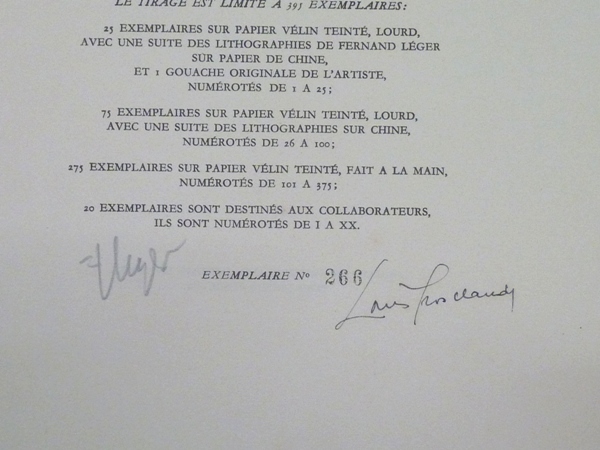 LE TIRAGE EST LIMITÉ A 395 EXEMPLAIRES:
25 EXEMPLAIRES SUR PAPIER VÉLIN TEINTÉ, LOURD,
AVEC UNE SUITE DES LITHOGRAPHIES DE FERNAND LÉGER
SUR PAPIER DE CHINE,
ET 1 GOUACHE ORIGINALE DE L'ARTISTE,
NUMÉROTÉS DE 1 A 25;
75 EXEMPLAIRES SUR PAPIER VÉLIN TEINTÉ, LOURD,
AVEC UNE SUITE DES LITHOGRAPHIES SUR CHINE,
NUMÉROTÉS DE 26 A 100;
275 EXEMPLAIRES SUR PAPIER VÉLIN TEINTÉ, FAIT A LA MAIN,
NUMÉROTÉS DE 101 A 375;
20 EXEMPLAIRES SONT DESTINÉS AUX COLLABORATEURS,
ILS SONT NUMÉROTÉS DE I A XX.
FLéger
EXEMPLAIRE Nº 266
Louis Grosclaude